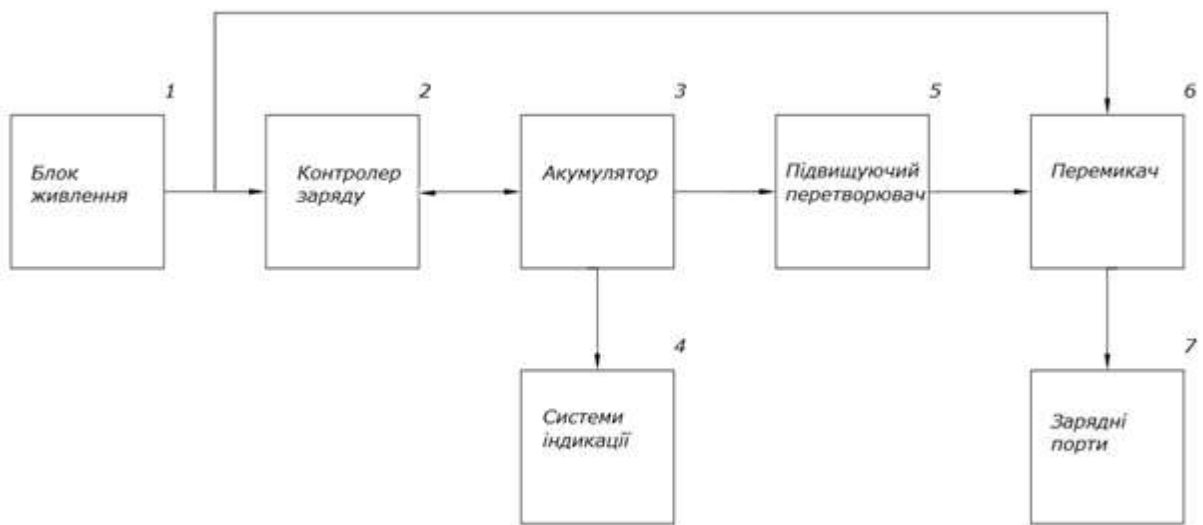 1
2
3
5
6
Блок
живлення
Контролер
заряду
Акумулятор
Підвищуючий
перетворювач
Перемикач
4
7
Системи
індикації
Зарядні
порти